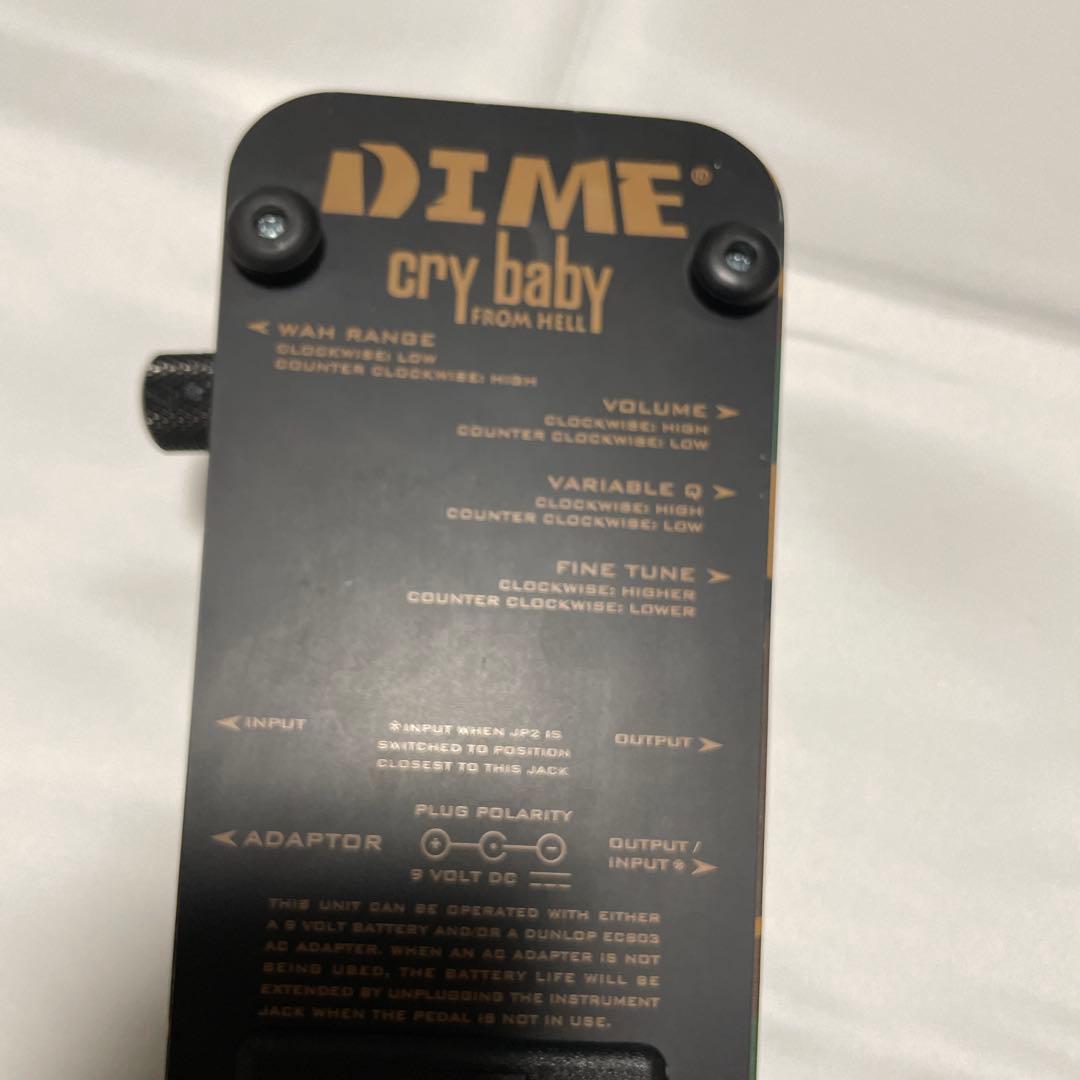 DIME®
cry baby
FROM HELL
WAH RANGE
CLOCKWISE: LOW
COUNTER CLOCKWISE: HIGH
VOLUME
CLOCKWISE: HIGH
COUNTER CLOCKWISE: LOW
VARIABLE Q
CLOCKWISE: HIGH
COUNTER CLOCKWISE: LOW
FINE TUNE
CLOCKWISE: HIGHER
COUNTER CLOCKWISE: LOWER
INPUT
*INPUT WHEN JP2 IS
SWITCHED TO POSITION
CLOSEST TO THIS JACK
OUTPUT
PLUG POLARITY
ADAPTOR
+ -
9 VOLT DC
OUTPUT/
INPUT*
THIS UNIT CAN BE OPERATED WITH EITHER
A 9 VOLT BATTERY AND/OR A DUNLOP ECB03
AC ADAPTER. WHEN AN AC ADAPTER IS NOT
BEING USED, THE BATTERY LIFE WILL BE
EXTENDED BY UNPLUGGING THE INSTRUMENT
JACK WHEN THE PEDAL IS NOT IN USE.